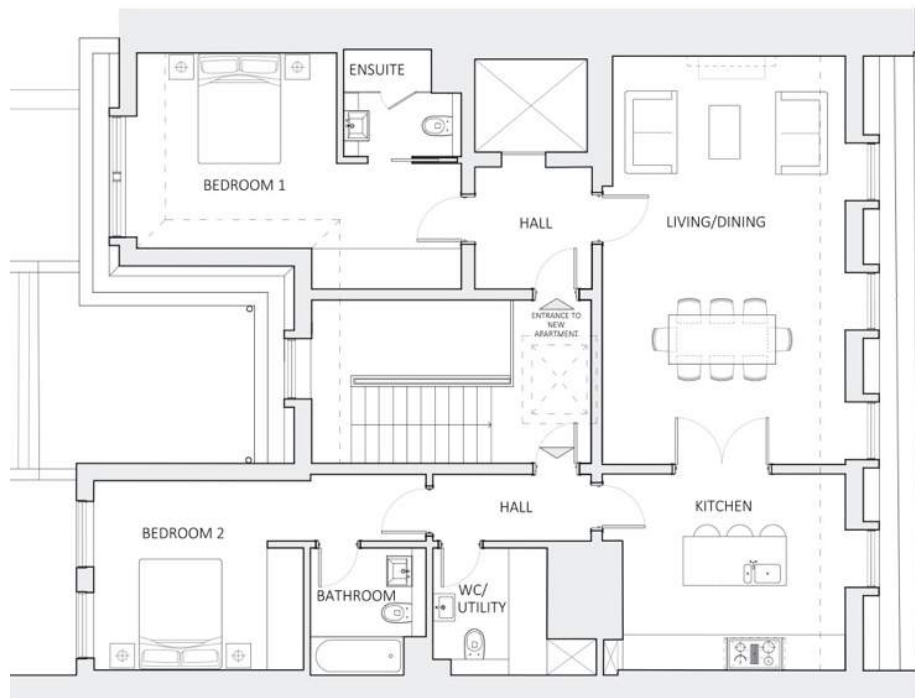 ENSUITE
BEDROOM 1
HALL
LIVING/DINING
ENTRANCE TO
NEW
APARTMENT
BEDROOM 2
HALL
KITCHEN
BATHROOM
WC/
UTILITY